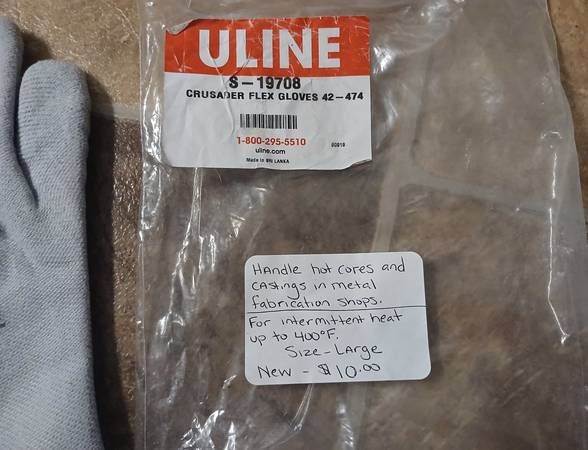 ULINE
S-19708
CRUSADER FLEX GLOVES 42-474
1-800-295-5510
uline.com
Made in SRI LANKA
Handle hot cores and
castings in metal
fabrication shops.
For intermittent heat
up to 400°F.
Size-Large
New - $10.00